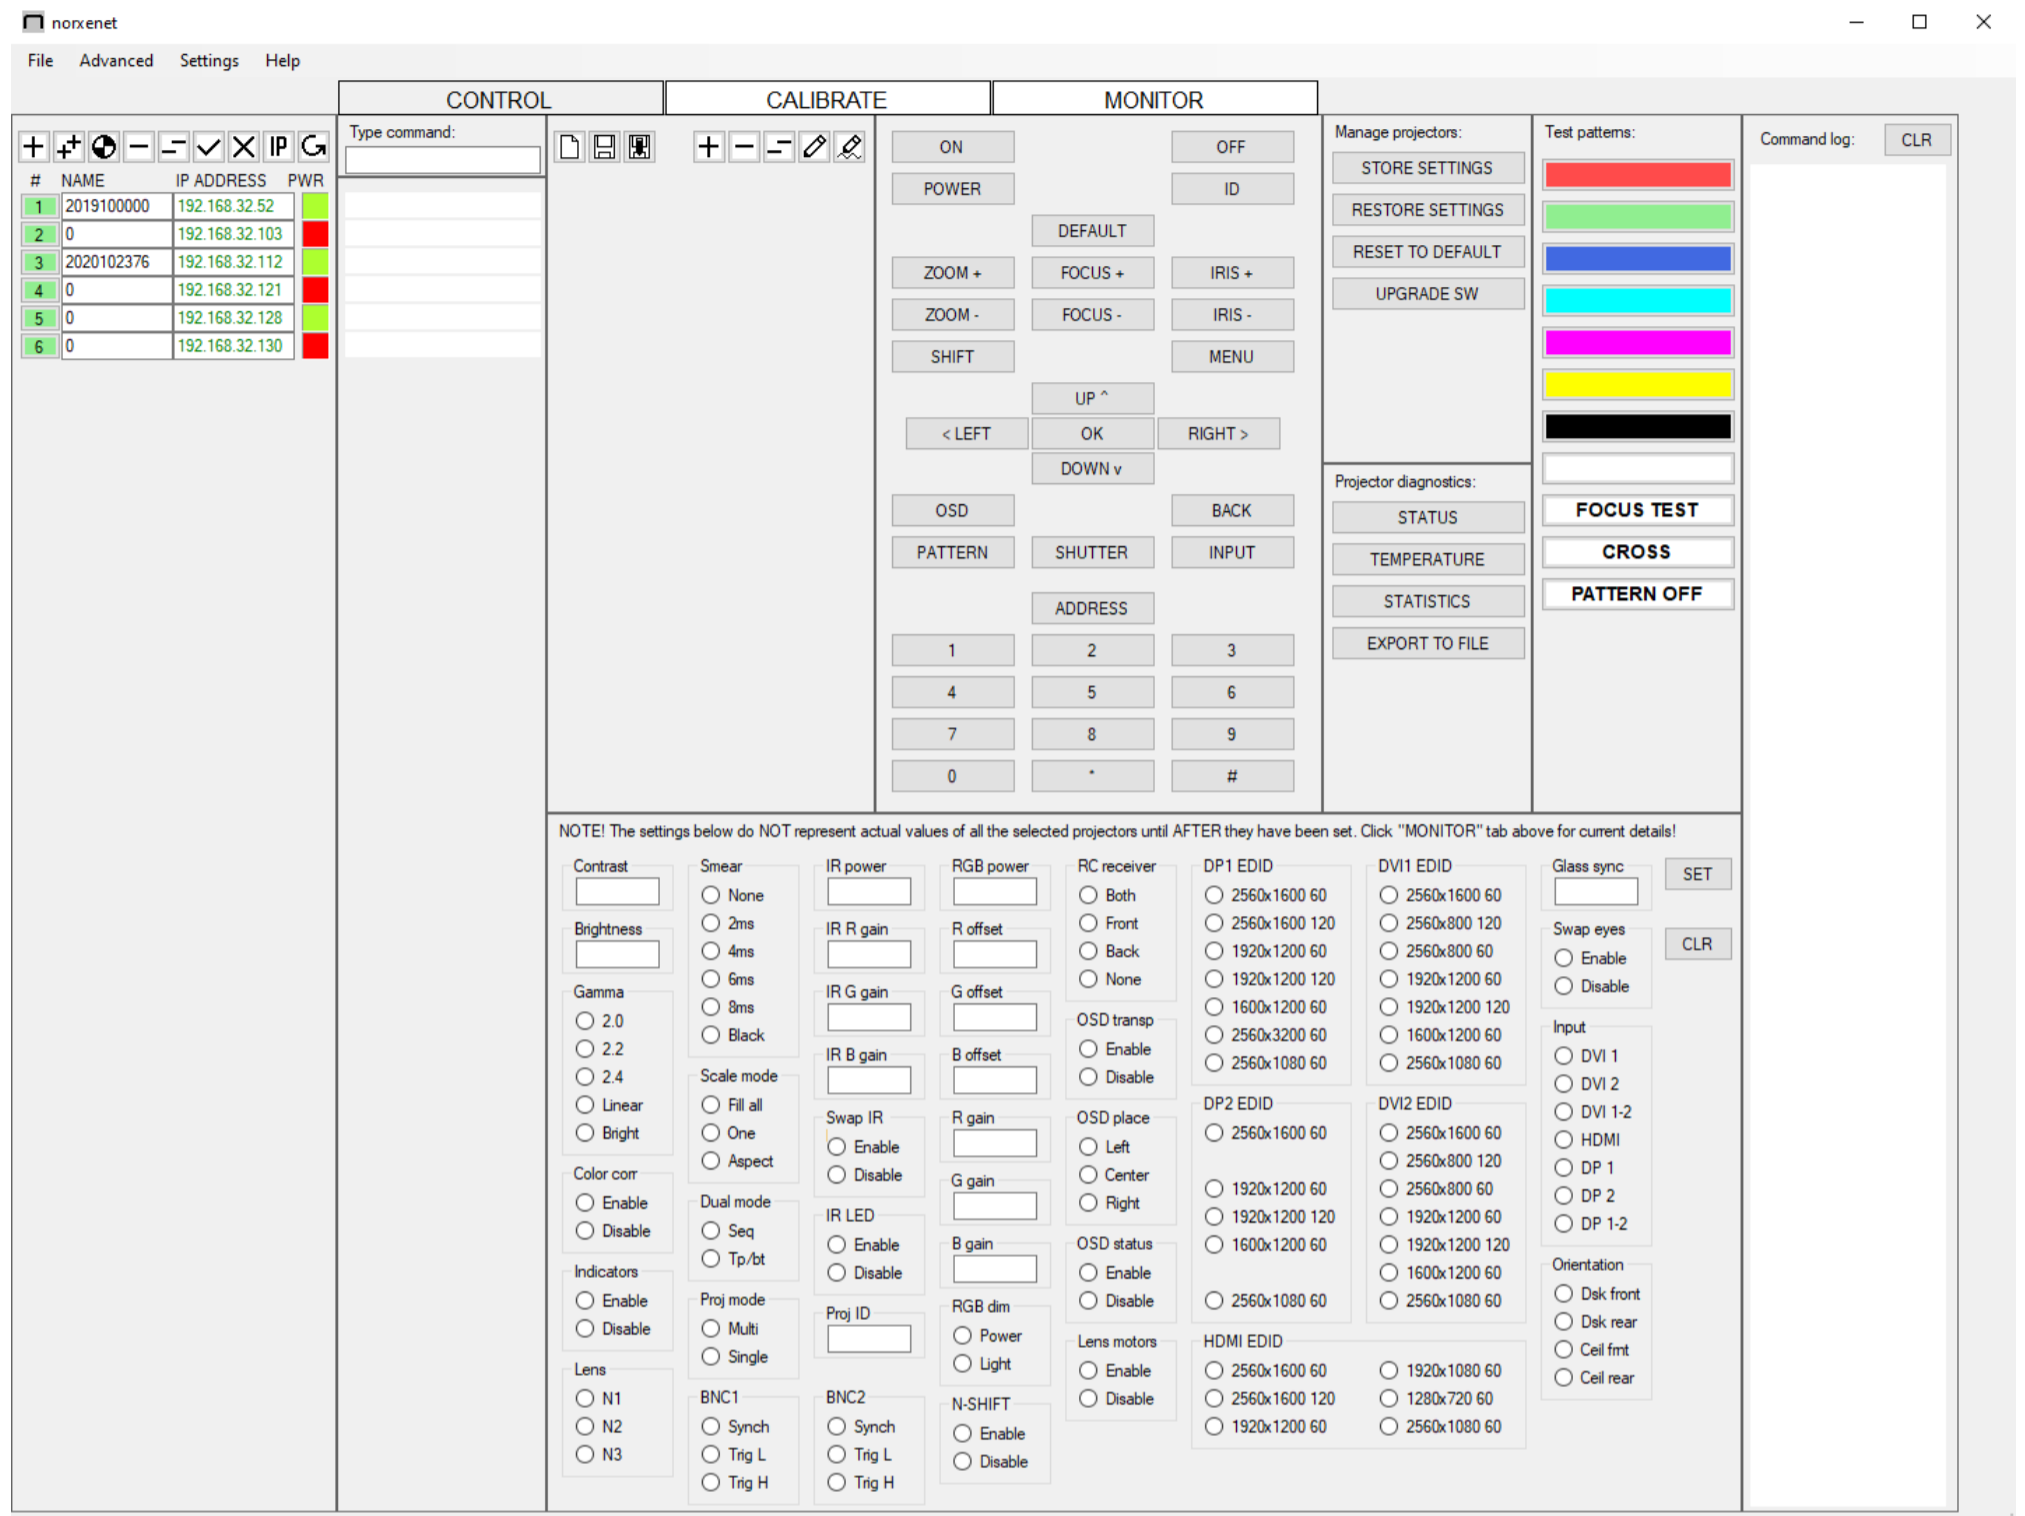 norxenet
File Advanced Settings Help
CONTROL CALIBRATE MONITOR
IP
# NAME IP ADDRESS PWR
1 2019100000 192.168.32.52
2 0 192.168.32.103
3 2020102376 192.168.32.112
4 0 192.168.32.121
5 0 192.168.32.128
6 0 192.168.32.130
Type command:
ON OFF
POWER ID
DEFAULT
ZOOM + FOCUS + IRIS +
ZOOM - FOCUS - IRIS -
SHIFT MENU
UP ^
< LEFT OK RIGHT >
DOWN v
OSD BACK
PATTERN SHUTTER INPUT
ADDRESS
1 2 3
4 5 6
7 8 9
0 * #
Manage projectors:
STORE SETTINGS
RESTORE SETTINGS
RESET TO DEFAULT
UPGRADE SW
Projector diagnostics:
STATUS
TEMPERATURE
STATISTICS
EXPORT TO FILE
Test patterns:
FOCUS TEST
CROSS
PATTERN OFF
Command log: CLR
NOTE! The settings below do NOT represent actual values of all the selected projectors until AFTER they have been set. Click "MONITOR" tab above for current details!
Contrast
Brightness
Gamma
2.0
2.2
2.4
Linear
Bright
Color corr
Enable
Disable
Indicators
Enable
Disable
Lens
N1
N2
N3
Smear
None
2ms
4ms
6ms
8ms
Black
Scale mode
Fill all
One
Aspect
Dual mode
Seq
Tp/bt
Proj mode
Multi
Single
BNC1
Synch
Trig L
Trig H
IR power
IR R gain
IR G gain
IR B gain
Swap IR
Enable
Disable
IR LED
Enable
Disable
Proj ID
BNC2
Synch
Trig L
Trig H
RGB power
R offset
G offset
B offset
R gain
G gain
B gain
RGB dim
Power
Light
N-SHIFT
Enable
Disable
RC receiver
Both
Front
Back
None
OSD transp
Enable
Disable
OSD place
Left
Center
Right
OSD status
Enable
Disable
Lens motors
Enable
Disable
DP1 EDID
2560x1600 60
2560x1600 120
1920x1200 60
1920x1200 120
1600x1200 60
2560x3200 60
2560x1080 60
DP2 EDID
2560x1600 60
1920x1200 60
1920x1200 120
1600x1200 60
2560x1080 60
DVI1 EDID
2560x1600 60
2560x800 120
2560x800 60
1920x1200 60
1920x1200 120
1600x1200 60
2560x1080 60
DVI2 EDID
2560x1600 60
2560x800 120
2560x800 60
1920x1200 60
1920x1200 120
1600x1200 60
2560x1080 60
HDMI EDID
2560x1600 60 1920x1080 60
2560x1600 120 1280x720 60
1920x1200 60 2560x1080 60
Glass sync
Swap eyes
Enable
Disable
Input
DVI 1
DVI 2
DVI 1-2
HDMI
DP 1
DP 2
DP 1-2
Orientation
Dsk front
Dsk rear
Ceil frnt
Ceil rear
SET
CLR